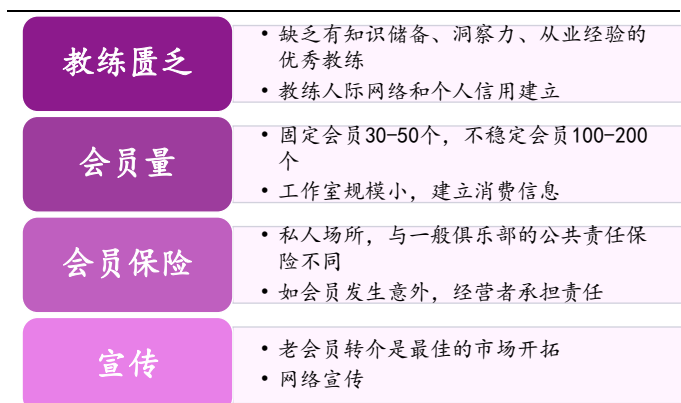 教练匮乏
• 缺乏有知识储备、洞察力、从业经验的
优秀教练
• 教练人际网络和个人信用建立
会员量
• 固定会员30-50个，不稳定会员100-200
个
• 工作室规模小，建立消费信息
会员保险
• 私人场所，与一般俱乐部的公共责任保
险不同
• 如会员发生意外，经营者承担责任
宣传
• 老会员转介是最佳的市场开拓
• 网络宣传